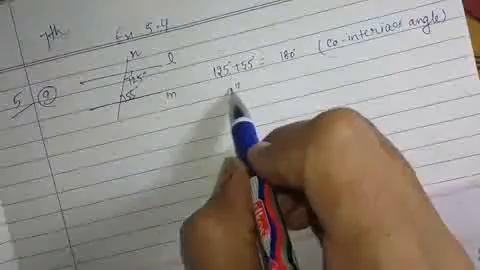 7th Ex 5.4
5 (a)
n
l
125°
55°
m
125° + 55° = 180° (Co-interior angle)